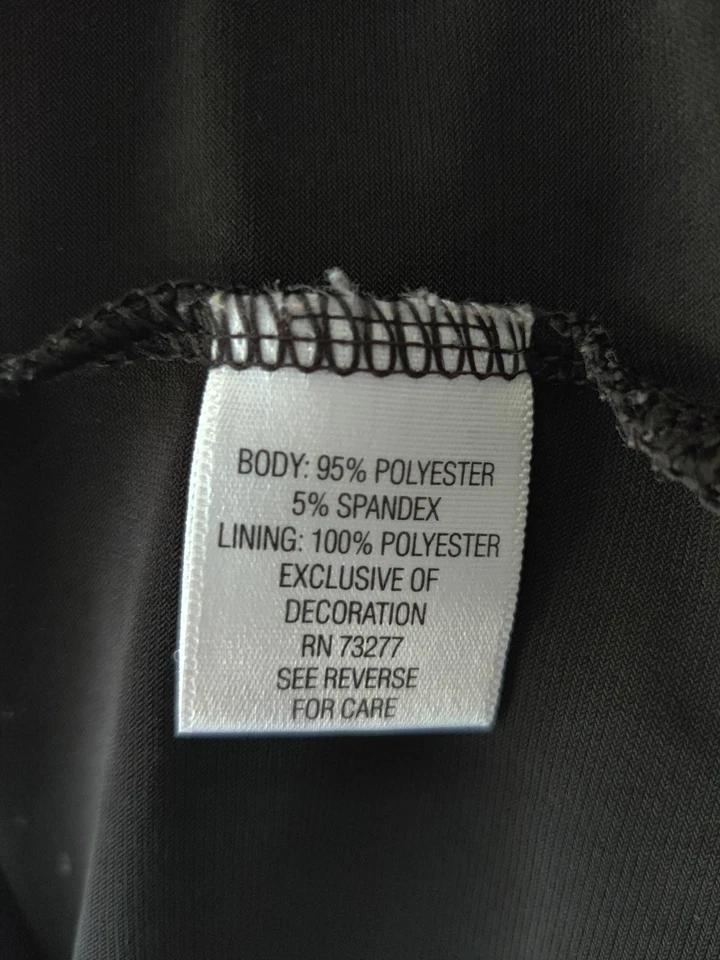 BODY: 95% POLYESTER
5% SPANDEX
LINING: 100% POLYESTER
EXCLUSIVE OF
DECORATION
RN 73277
SEE REVERSE
FOR CARE